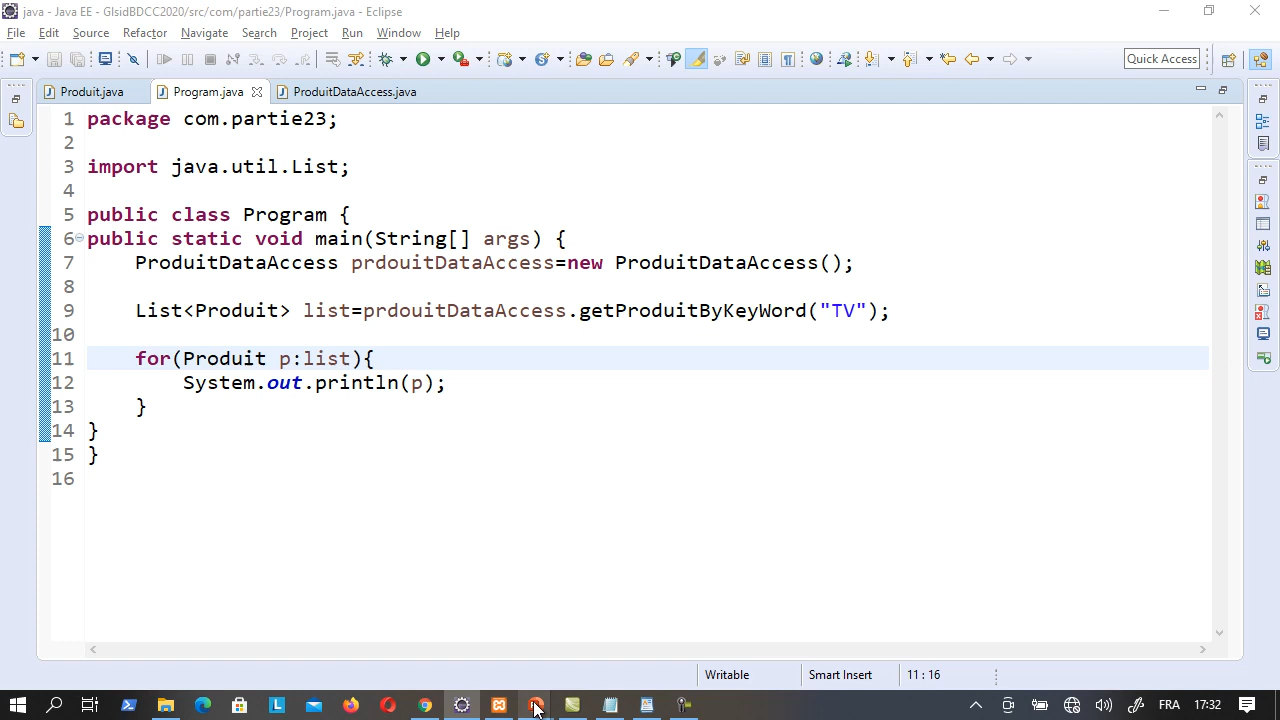 java - Java EE - GlsidBDCC2020/src/com/partie23/Program.java - Eclipse
File Edit Source Refactor Navigate Search Project Run Window Help
Quick Access
Produit.java Program.java ProduitDataAccess.java
1 package com.partie23;
2
3 import java.util.List;
4
5 public class Program {
6 public static void main(String[] args) {
7 ProduitDataAccess prdouitDataAccess=new ProduitDataAccess();
8
9 List<Produit> list=prdouitDataAccess.getProduitByKeyWord("TV");
10
11 for(Produit p:list){
12 System.out.println(p);
13 }
14 }
15 }
16
Writable Smart Insert 11 : 16
FRA 17:32